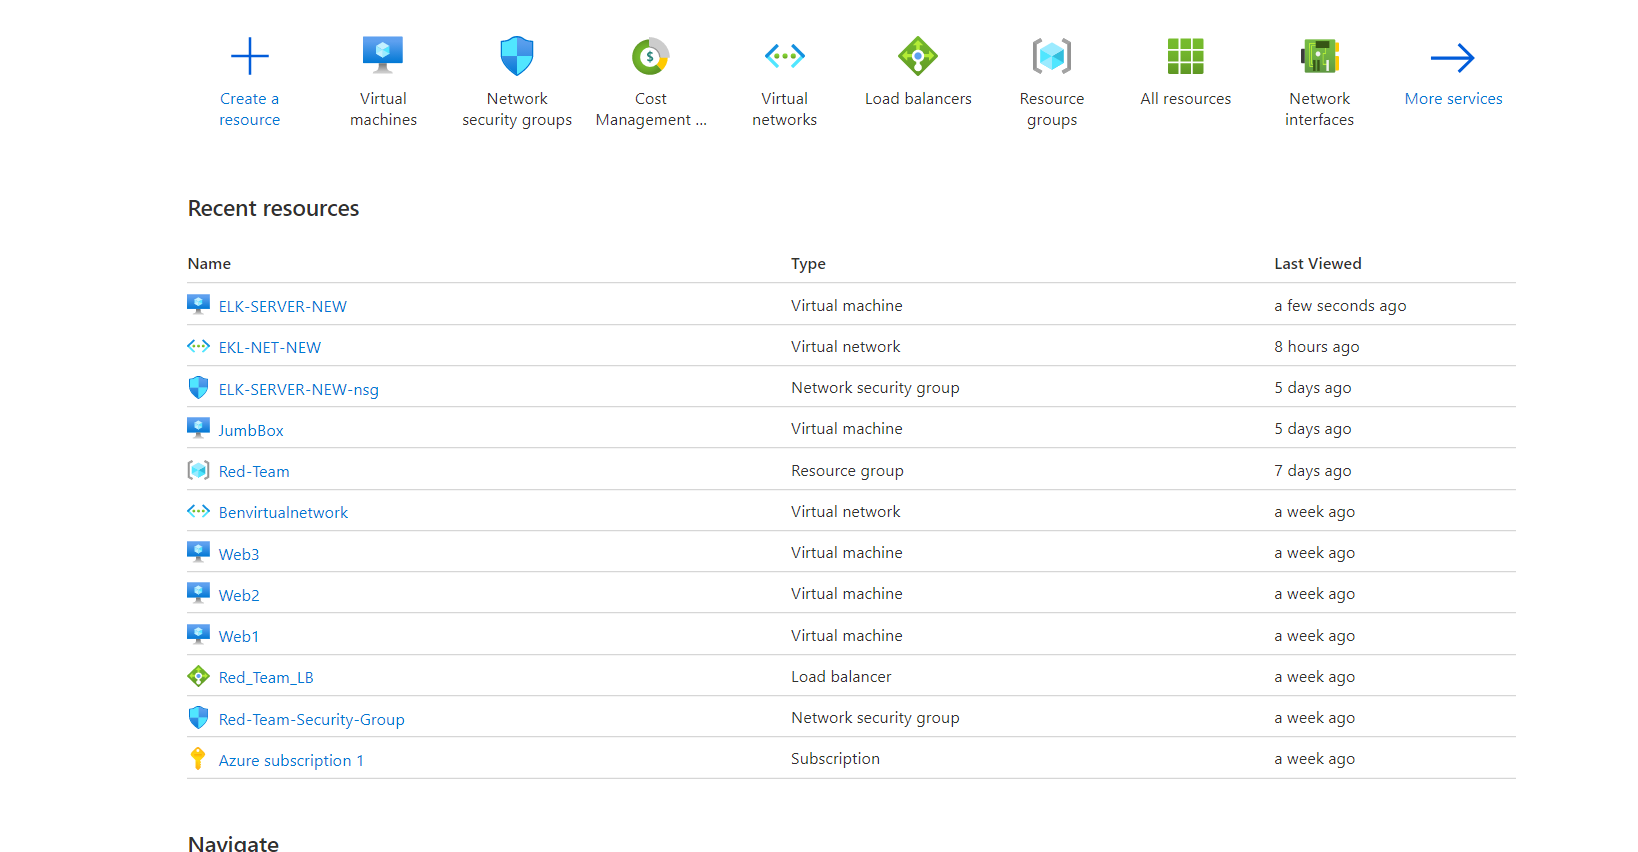 Create a resource
Virtual machines
Network security groups
Cost Management ...
Virtual networks
Load balancers
Resource groups
All resources
Network interfaces
More services
Recent resources
Name Type Last Viewed
ELK-SERVER-NEW Virtual machine a few seconds ago
EKL-NET-NEW Virtual network 8 hours ago
ELK-SERVER-NEW-nsg Network security group 5 days ago
JumbBox Virtual machine 5 days ago
Red-Team Resource group 7 days ago
Benvirtualnetwork Virtual network a week ago
Web3 Virtual machine a week ago
Web2 Virtual machine a week ago
Web1 Virtual machine a week ago
Red_Team_LB Load balancer a week ago
Red-Team-Security-Group Network security group a week ago
Azure subscription 1 Subscription a week ago
Navigate